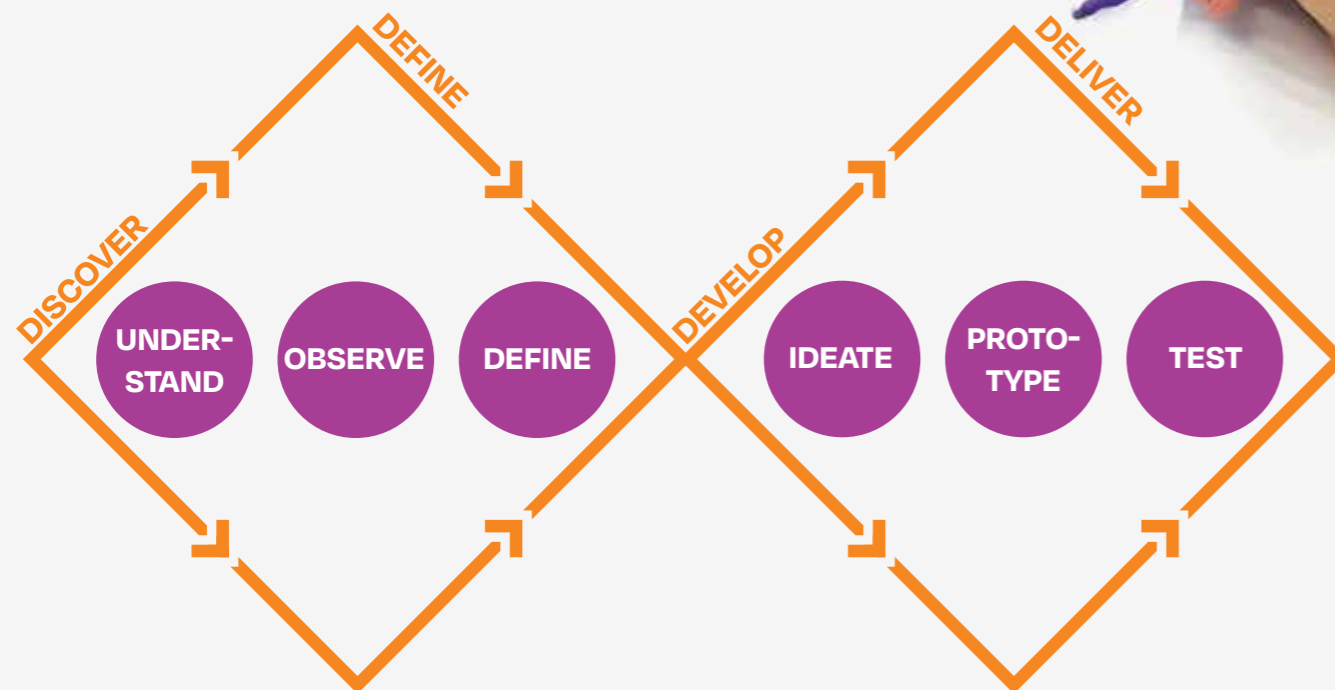 DISCOVER
DEFINE
DEVELOP
DELIVER
UNDER-
STAND
OBSERVE
DEFINE
IDEATE
PROTO-
TYPE
TEST